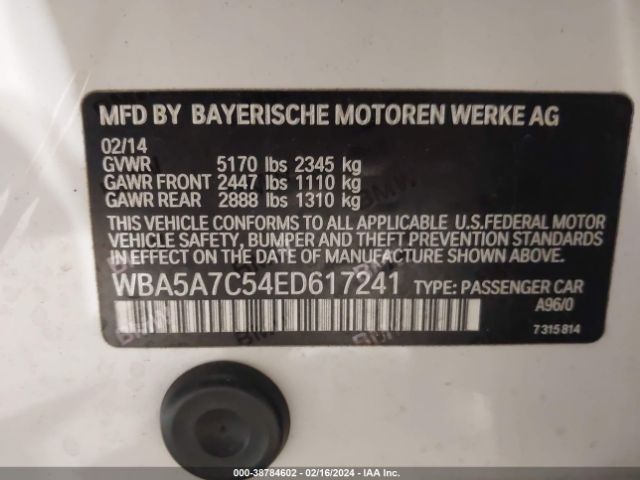 MFD BY BAYERISCHE MOTOREN WERKE AG
02/14
GVWR 5170 lbs 2345 kg
GAWR FRONT 2447 lbs 1110 kg
GAWR REAR 2888 lbs 1310 kg
THIS VEHICLE CONFORMS TO ALL APPLICABLE U.S.FEDERAL MOTOR
VEHICLE SAFETY, BUMPER AND THEFT PREVENTION STANDARDS
IN EFFECT ON THE DATE OF MANUFACTURE SHOWN ABOVE.
WBA5A7C54ED617241 TYPE: PASSENGER CAR
A96/0
7 315 814
000-38784602 - 02/16/2024 - IAA Inc.